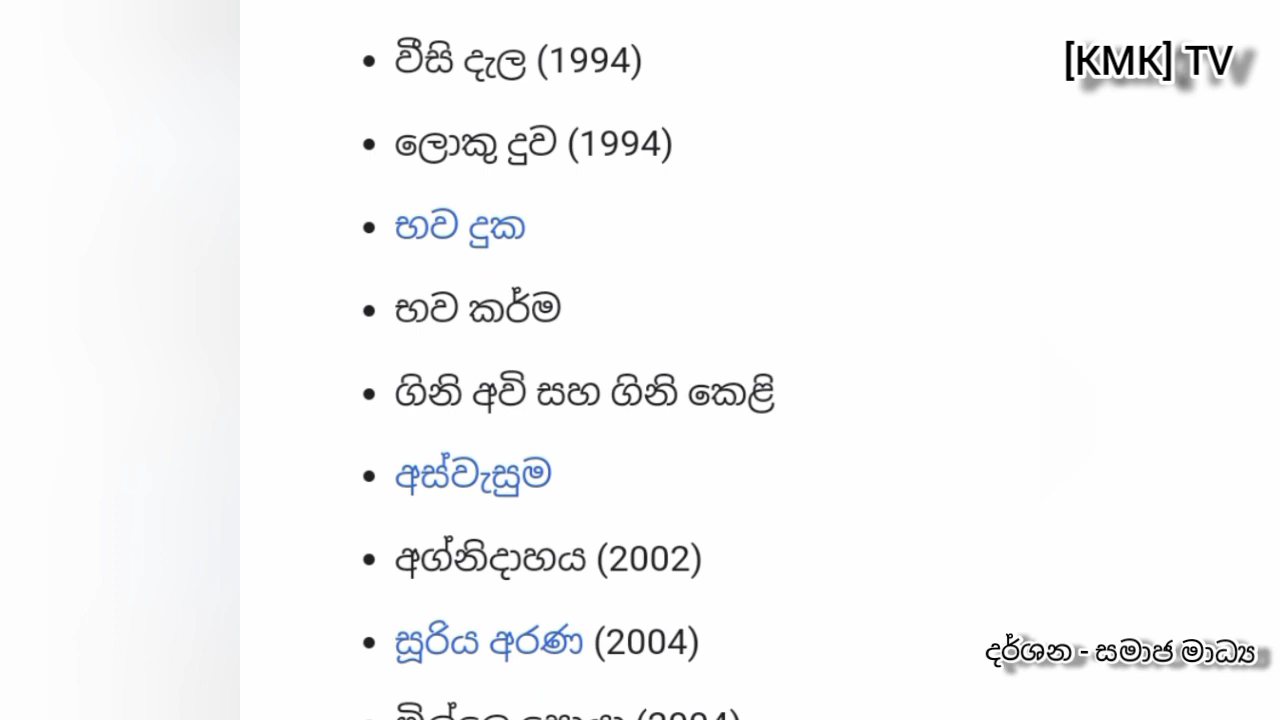 [KMK] TV
• වීසි දැල (1994)
• ලොකු දුව (1994)
• භව දුක
• භව කර්ම
• ගිනි අවි සහ ගිනි කෙළි
• අස්වැසුම
• අග්නිදාහය (2002)
• සූරිය අරණ (2004)
දර්ශන - සමාජ මාධ්‍ය